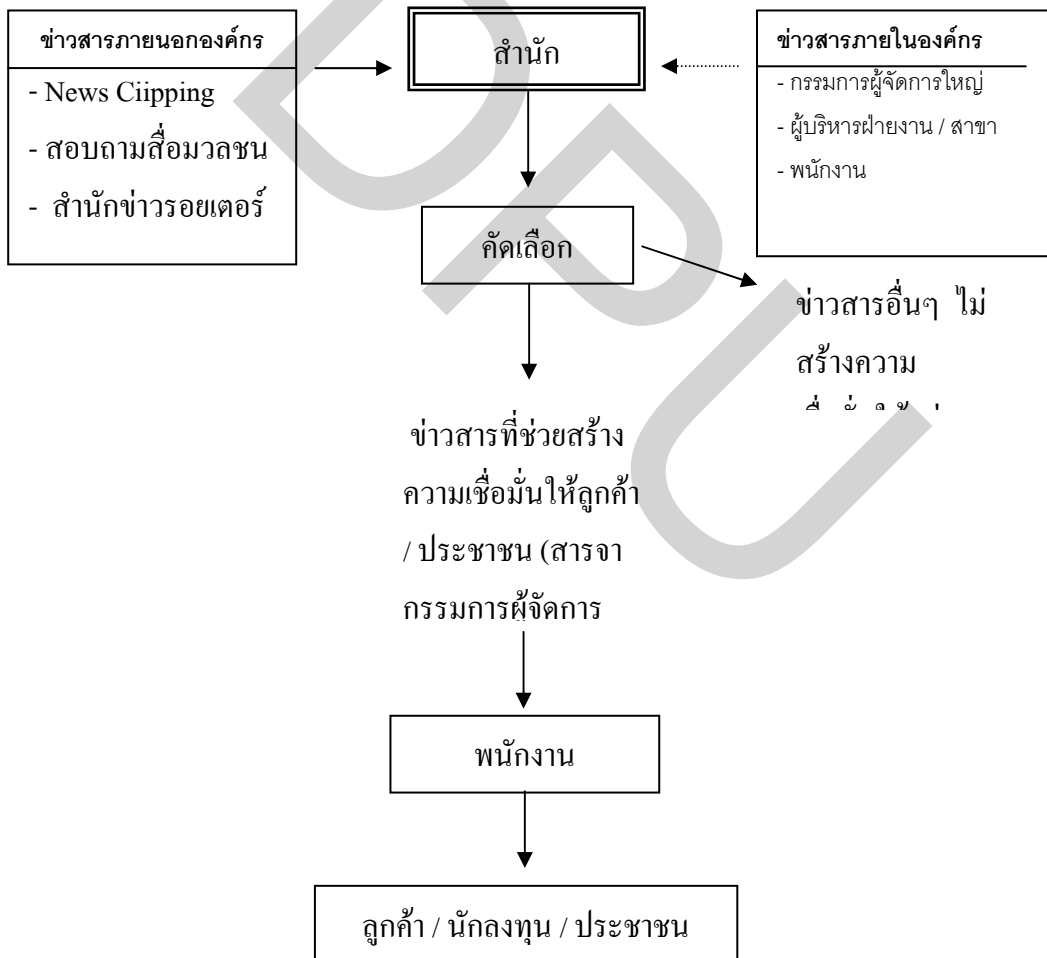 ข่าวสารภายนอกองค์กร
- News Ciipping
- สอบถามสื่อมวลชน
- สำนักข่าวรอยเตอร์
สำนัก
ข่าวสารภายในองค์กร
- กรรมการผู้จัดการใหญ่
- ผู้บริหารฝ่ายงาน / สาขา
- พนักงาน
คัดเลือก
ข่าวสารอื่นๆ ไม่
สร้างความ
ข่าวสารที่ช่วยสร้าง
ความเชื่อมั่นให้ลูกค้า
/ ประชาชน (สารจา
กรรมการผู้จัดการ
พนักงาน
ลูกค้า / นักลงทุน / ประชาชน
DPU